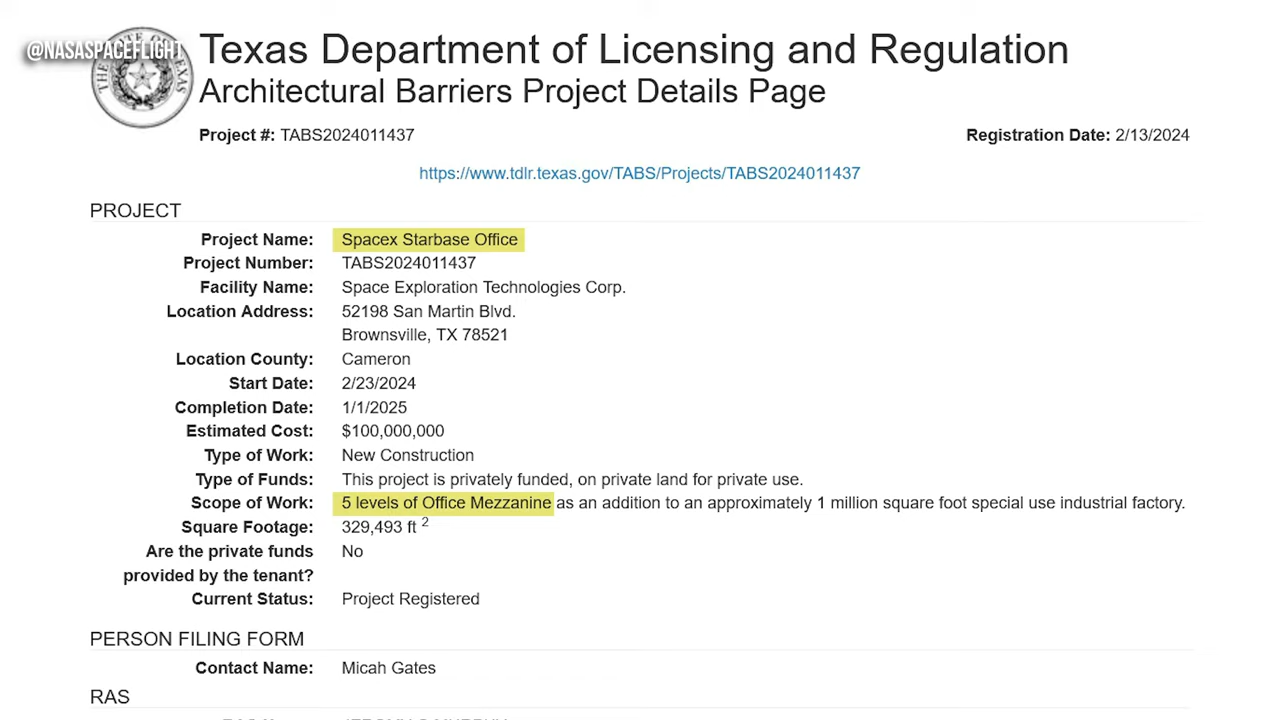 @NASASPACEFLIGHT
Texas Department of Licensing and Regulation
Architectural Barriers Project Details Page
Project #: TABS2024011437
Registration Date: 2/13/2024
https://www.tdlr.texas.gov/TABS/Projects/TABS2024011437
PROJECT
Project Name: Spacex Starbase Office
Project Number: TABS2024011437
Facility Name: Space Exploration Technologies Corp.
Location Address: 52198 San Martin Blvd.
Brownsville, TX 78521
Location County: Cameron
Start Date: 2/23/2024
Completion Date: 1/1/2025
Estimated Cost: $100,000,000
Type of Work: New Construction
Type of Funds: This project is privately funded, on private land for private use.
Scope of Work: 5 levels of Office Mezzanine as an addition to an approximately 1 million square foot special use industrial factory.
Square Footage: 329,493 ft 2
Are the private funds No
provided by the tenant?
Current Status: Project Registered
PERSON FILING FORM
Contact Name: Micah Gates
RAS